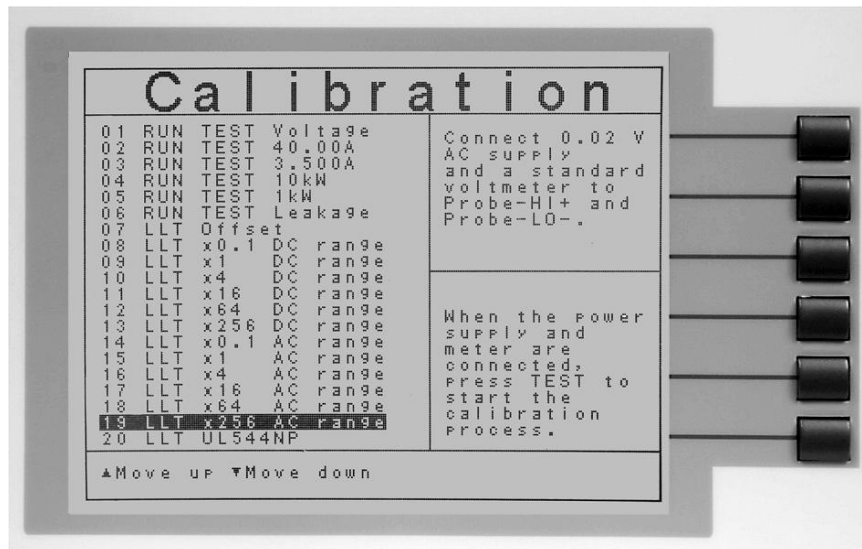 Calibration
01 RUN TEST Voltage
02 RUN TEST 40.00A
03 RUN TEST 3.500A
04 RUN TEST 10kW
05 RUN TEST 1kW
06 RUN TEST Leakage
07 LLT Offset
08 LLT x0.1 DC range
09 LLT x1 DC range
10 LLT x4 DC range
11 LLT x16 DC range
12 LLT x64 DC range
13 LLT x256 DC range
14 LLT x0.1 AC range
15 LLT x1 AC range
16 LLT x4 AC range
17 LLT x16 AC range
18 LLT x64 AC range
19 LLT x256 AC range
20 LLT UL544NP
Connect 0.02 V
AC supply
and a standard
voltmeter to
Probe-HI+ and
Probe-LO-.
When the power
supply and
meter are
connected,
press TEST to
start the
calibration
process.
▲Move up ▼Move down